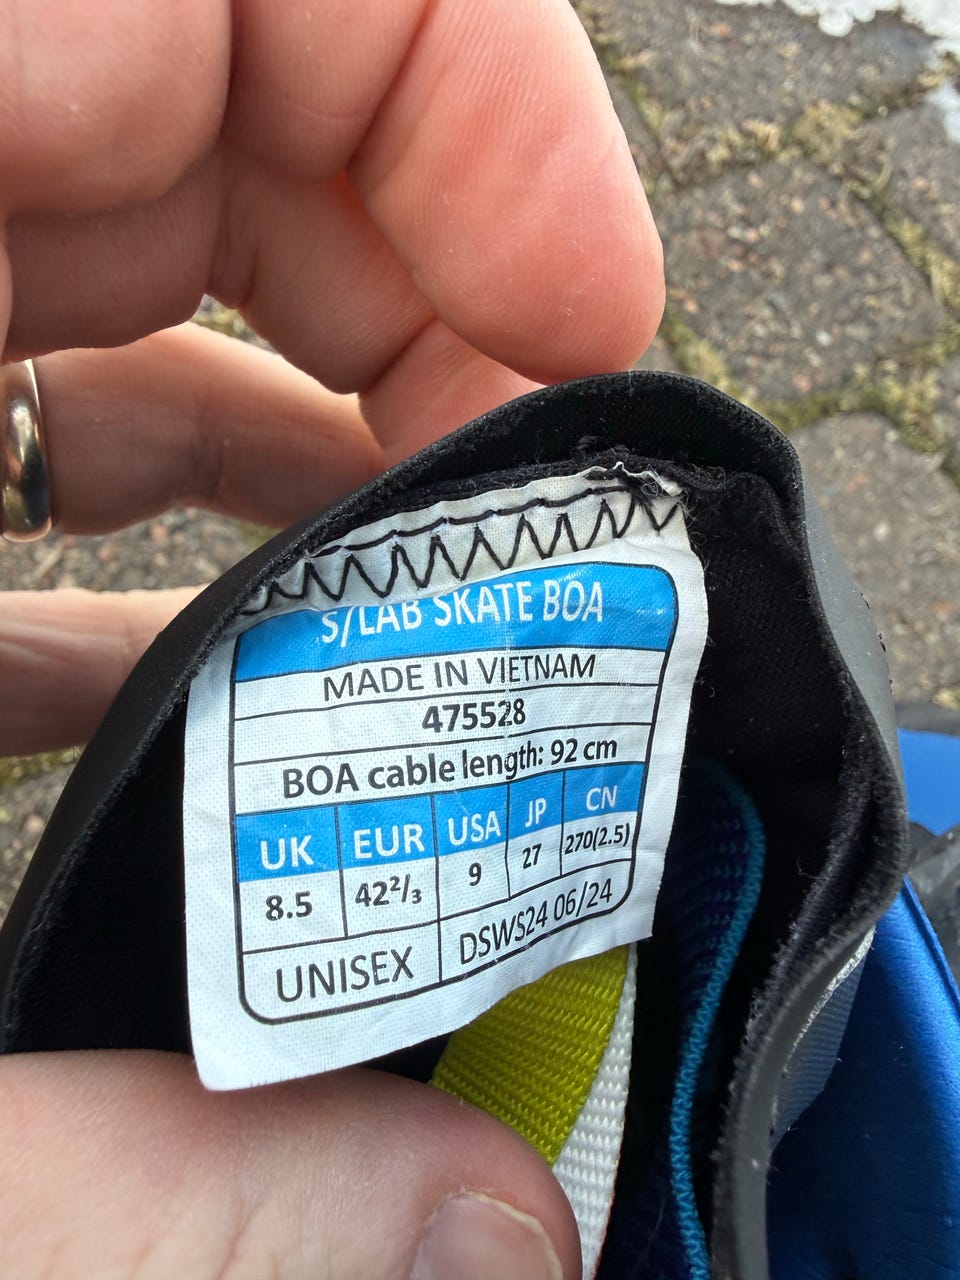 S/LAB SKATE BOA
MADE IN VIETNAM
475528
BOA cable length: 92 cm
UK EUR USA JP CN
8.5 42²/₃ 9 27 270(2.5)
UNISEX DSWS24 06/24